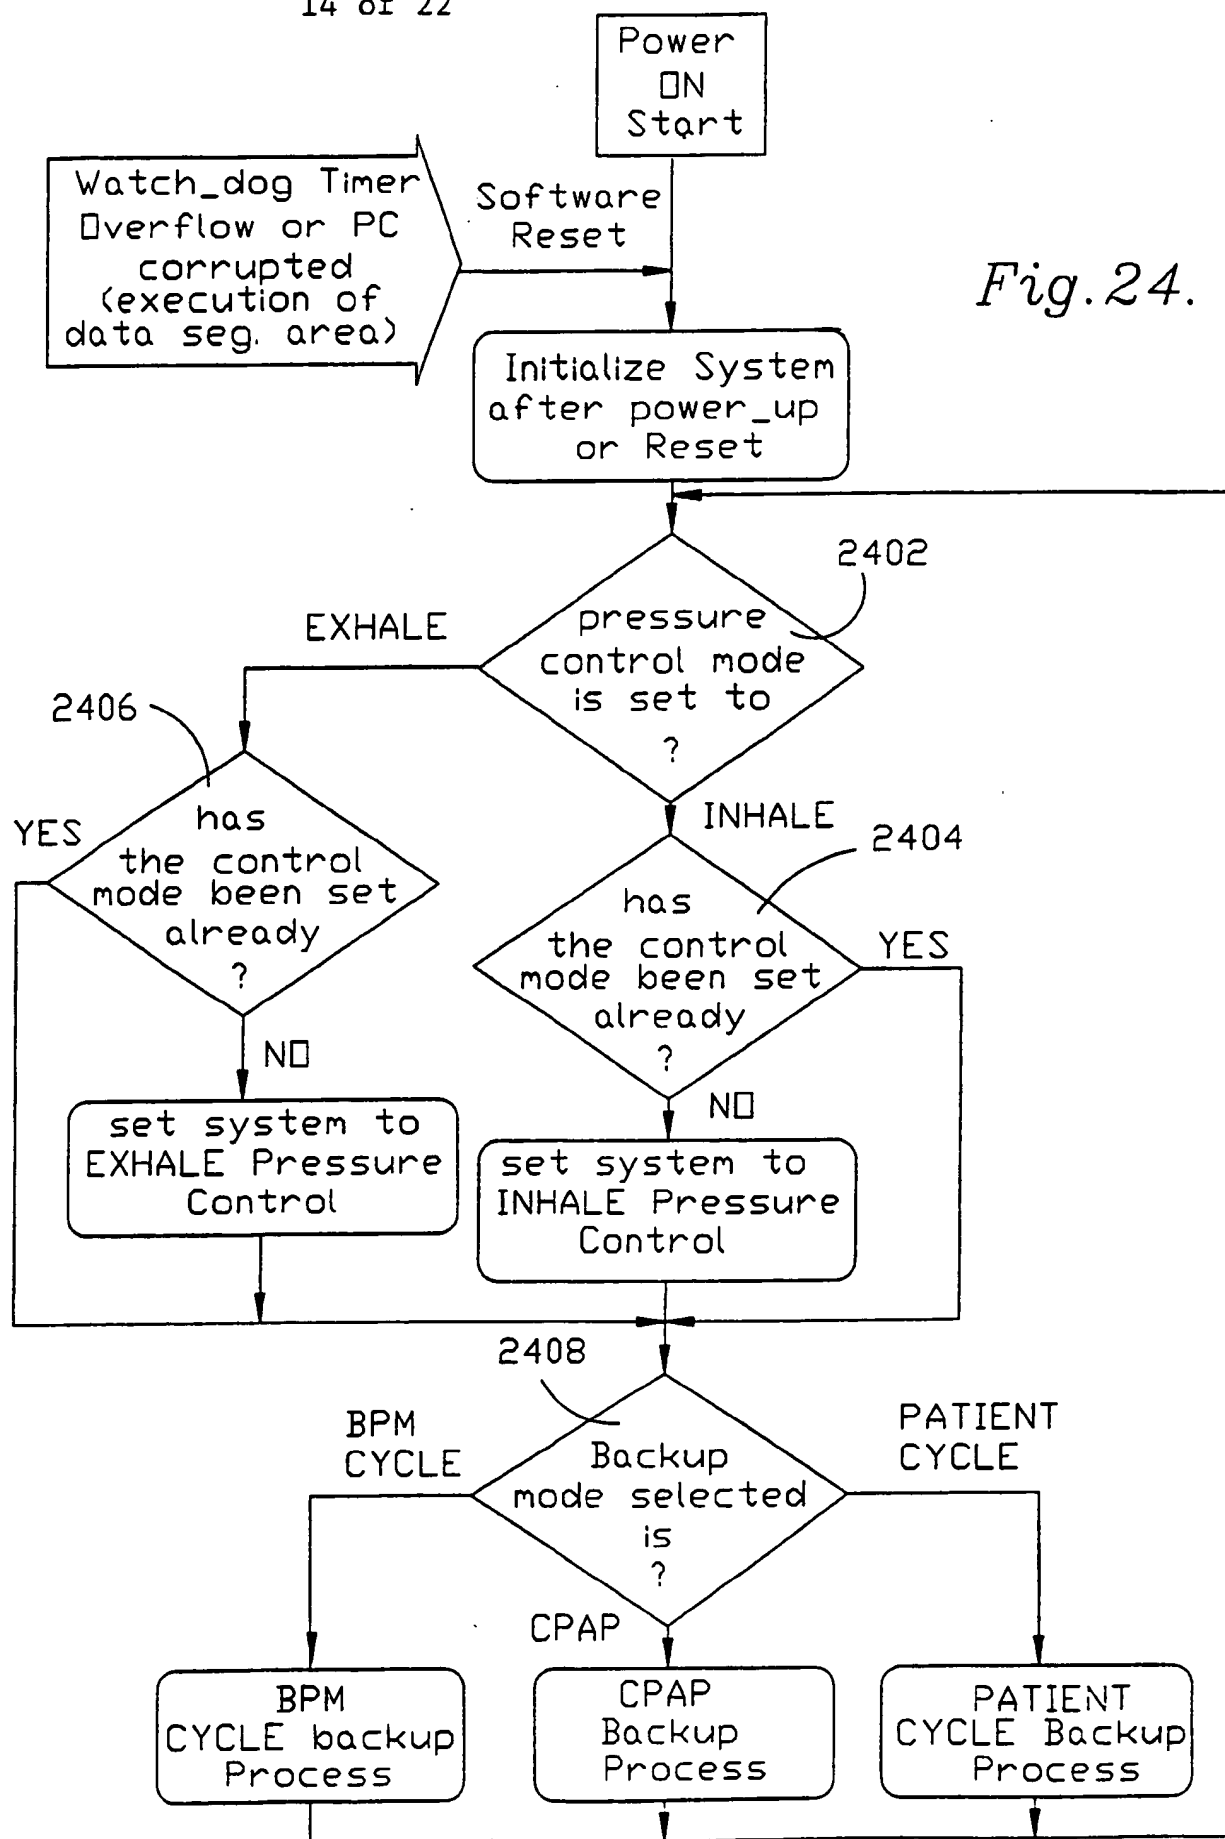 14 of 22
Power
ON
Start
Watch_dog Timer
Overflow or PC
corrupted
(execution of
data seg. area)
Software
Reset
Fig. 24.
Initialize System
after power_up
or Reset
2402
pressure
control mode
is set to
?
EXHALE
INHALE
2406
has
the control
mode been set
already
?
YES
NO
2404
has
the control
mode been set
already
?
YES
NO
set system to
EXHALE Pressure
Control
set system to
INHALE Pressure
Control
2408
Backup
mode selected
is
?
BPM
CYCLE
CPAP
PATIENT
CYCLE
BPM
CYCLE backup
Process
CPAP
Backup
Process
PATIENT
CYCLE Backup
Process